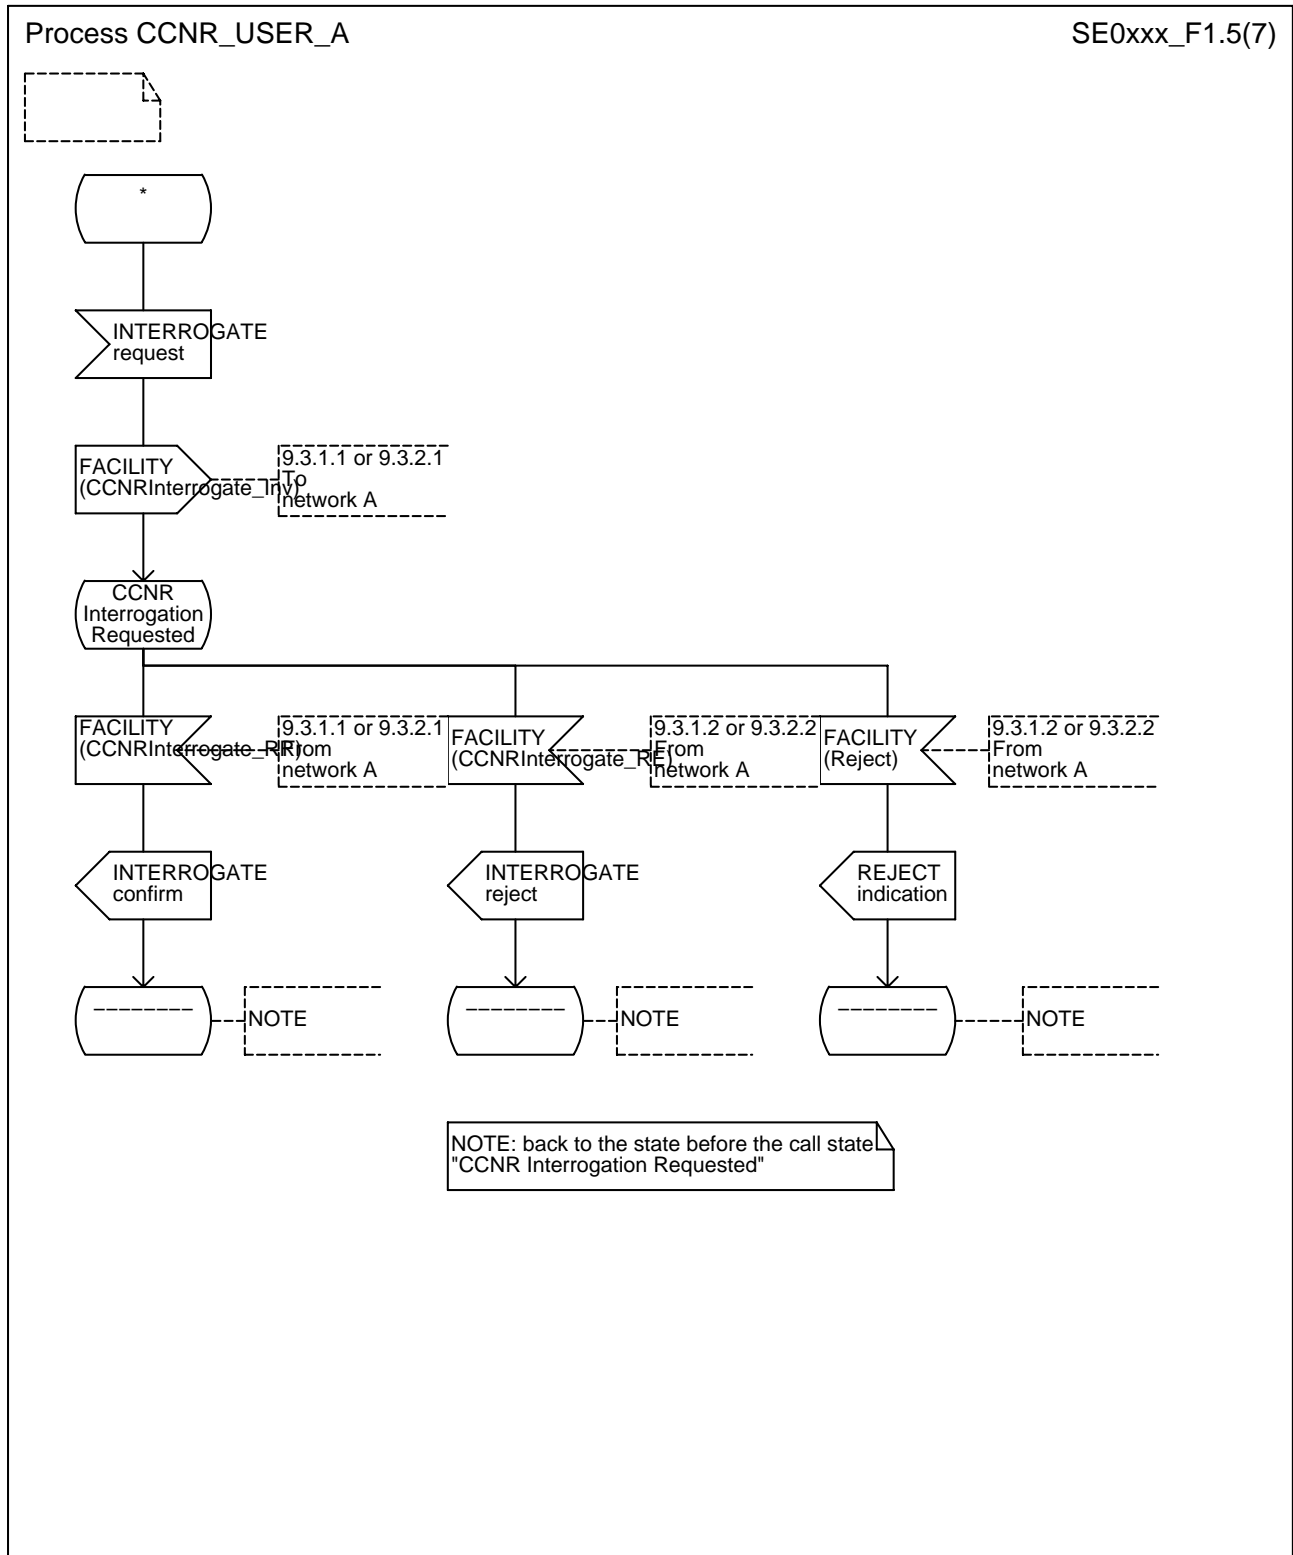 Process CCNR_USER_A
SE0xxx_F1.5(7)
*
INTERROGATE
request
FACILITY
(CCNRInterrogate_Inv)
9.3.1.1 or 9.3.2.1
To
network A
CCNR
Interrogation
Requested
FACILITY
(CCNRInterrogate_RR)
9.3.1.1 or 9.3.2.1
From
network A
FACILITY
(CCNRInterrogate_RE)
9.3.1.2 or 9.3.2.2
From
network A
FACILITY
(Reject)
9.3.1.2 or 9.3.2.2
From
network A
INTERROGATE
confirm
INTERROGATE
reject
REJECT
indication
NOTE
NOTE
NOTE
NOTE: back to the state before the call state
"CCNR Interrogation Requested"